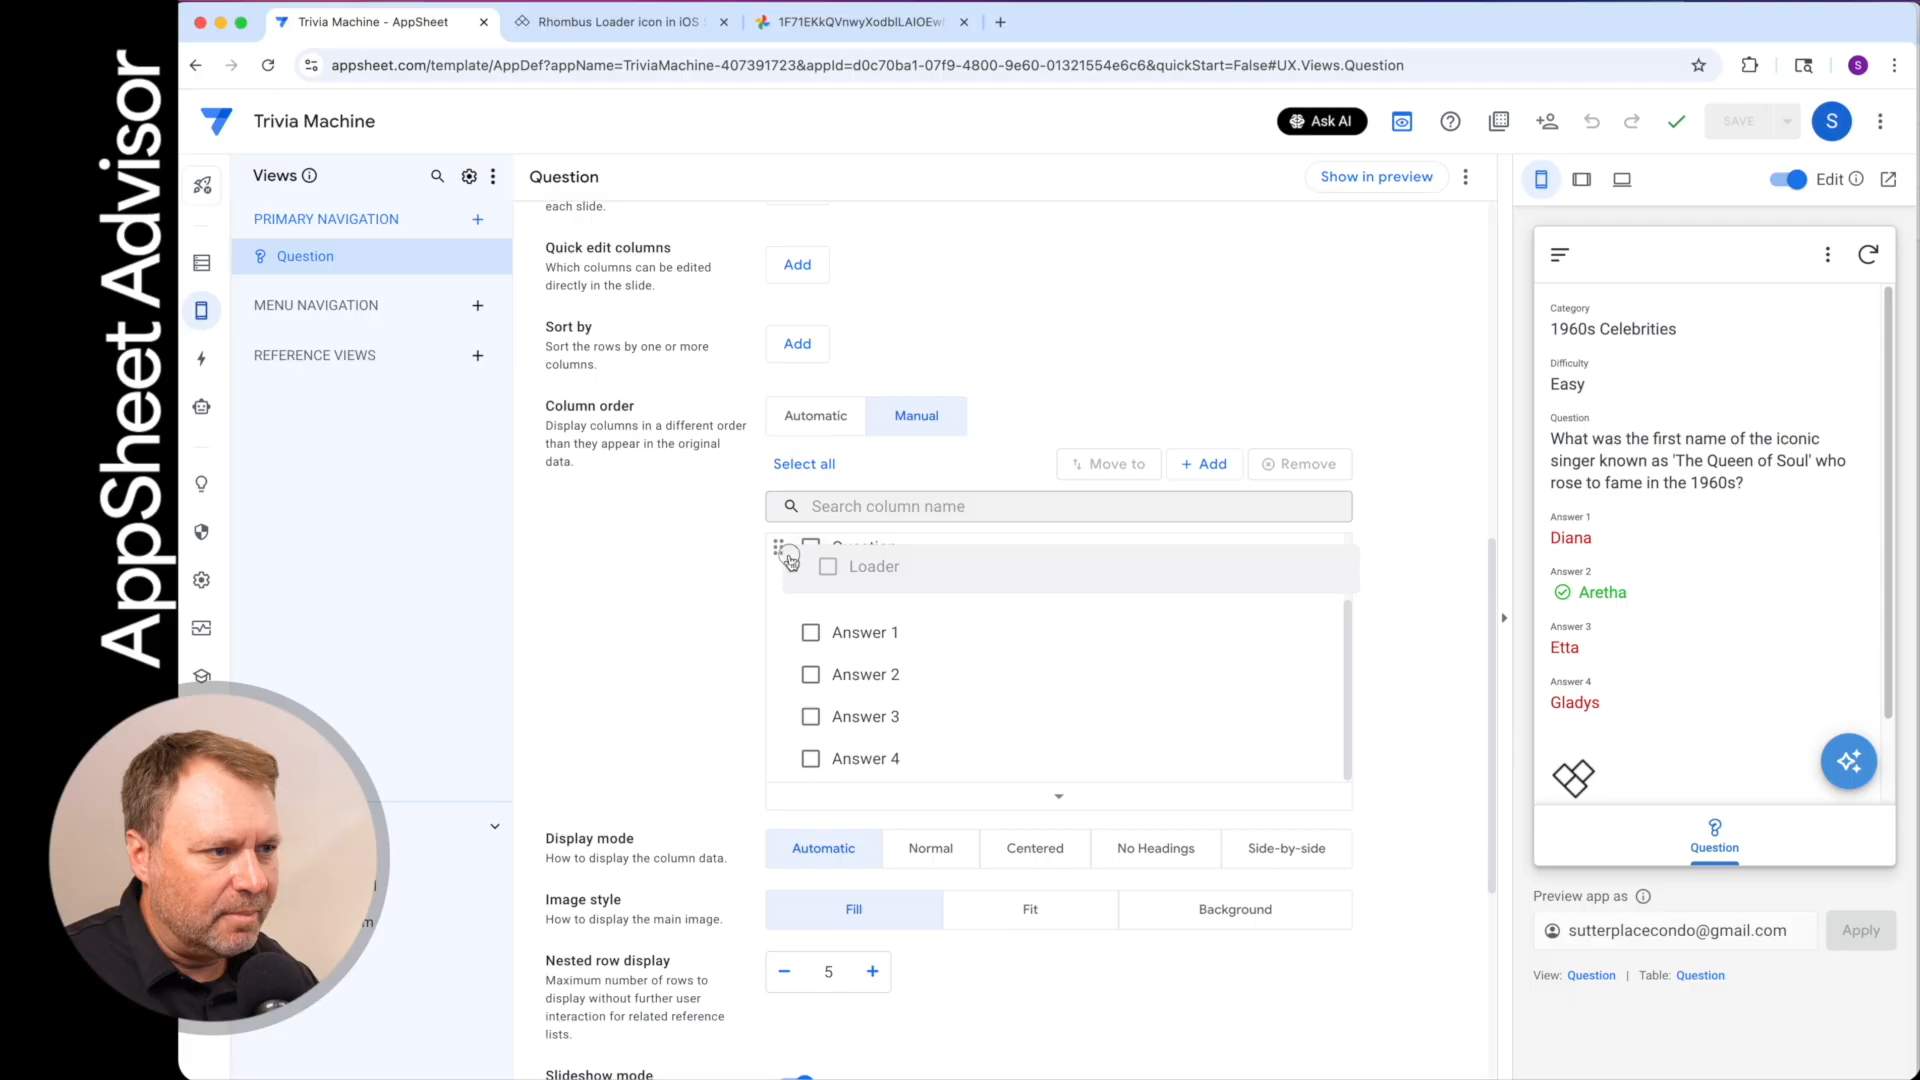 AppSheet Advisor
Trivia Machine - AppSheet
Rhombus Loader icon in iOS
1F71EKkQVnwyXodblLAIOEw
appsheet.com/template/AppDef?appName=TriviaMachine-407391723&appId=d0c70ba1-07f9-4800-9e60-01321554e6c6&quickStart=False#UX.Views.Question
S
Trivia Machine
Ask AI
SAVE
S
Views
PRIMARY NAVIGATION
Question
MENU NAVIGATION
REFERENCE VIEWS
Question
Show in preview
each slide.
Quick edit columns
Which columns can be edited
directly in the slide.
Add
Sort by
Sort the rows by one or more
columns.
Add
Column order
Display columns in a different order
than they appear in the original
data.
Automatic
Manual
Select all
Move to
Add
Remove
Search column name
Question
Loader
Answer 1
Answer 2
Answer 3
Answer 4
Display mode
How to display the column data.
Automatic
Normal
Centered
No Headings
Side-by-side
Image style
How to display the main image.
Fill
Fit
Background
Nested row display
Maximum number of rows to
display without further user
interaction for related reference
lists.
5
Slideshow mode
Edit
Category
1960s Celebrities
Difficulty
Easy
Question
What was the first name of the iconic
singer known as 'The Queen of Soul' who
rose to fame in the 1960s?
Answer 1
Diana
Answer 2
Aretha
Answer 3
Etta
Answer 4
Gladys
Question
Preview app as
sutterplacecondo@gmail.com
Apply
View: Question | Table: Question